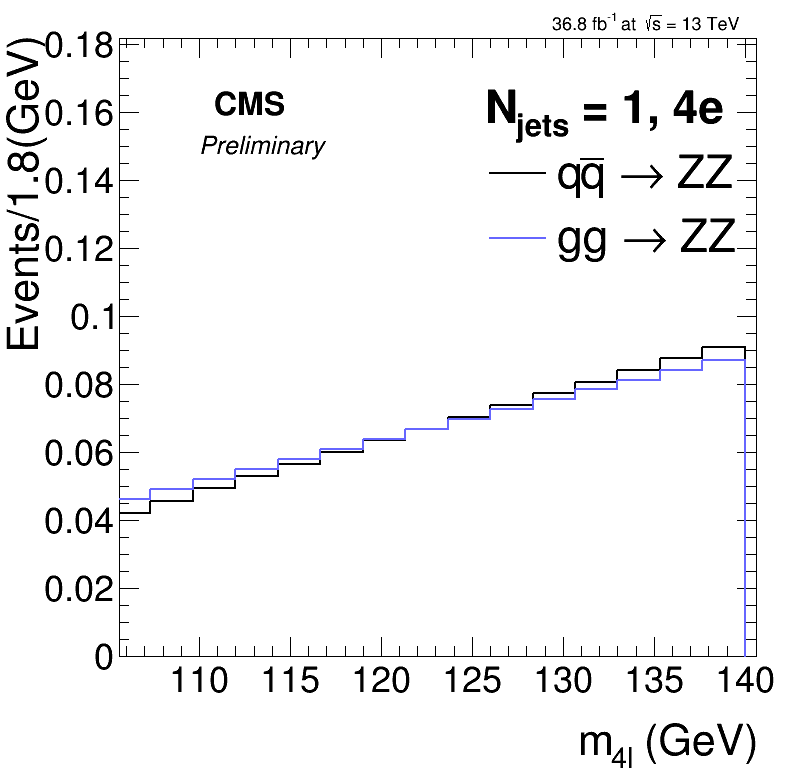 36.8 fb⁻¹ at √s = 13 TeV
Events/1.8(GeV)
0.18
0.16
0.14
0.12
0.1
0.08
0.06
0.04
0.02
0
CMS
Preliminary
N_jets = 1, 4e
qq̅ → ZZ
gg → ZZ
110 115 120 125 130 135 140
m_4l (GeV)